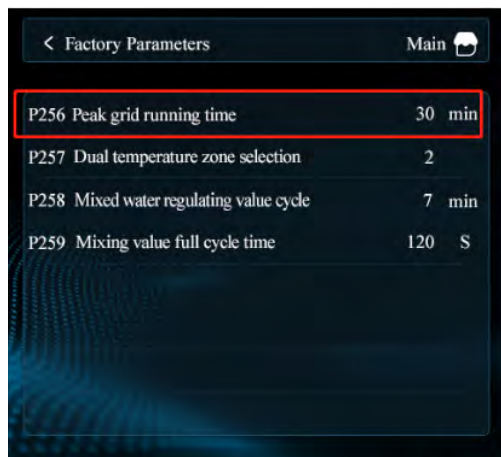 < Factory Parameters Main
P256 Peak grid running time 30 min
P257 Dual temperature zone selection 2
P258 Mixed water regulating value cycle 7 min
P259 Mixing value full cycle time 120 S